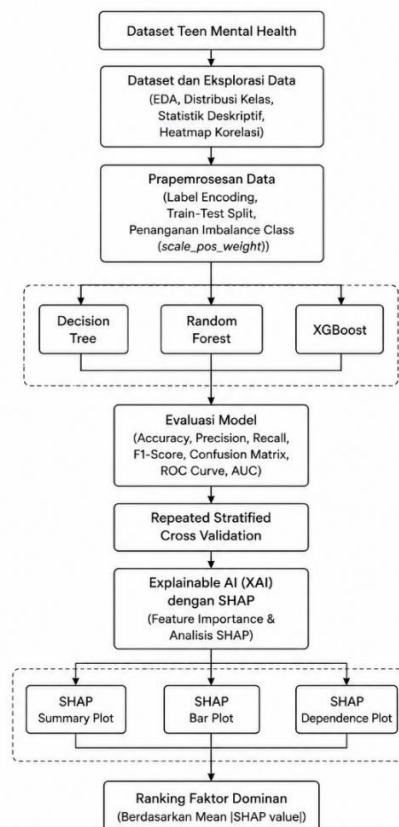 Dataset Teen Mental Health
Dataset dan Eksplorasi Data
(EDA, Distribusi Kelas,
Statistik Deskriptif,
Heatmap Korelasi)
Prapemrosesan Data
(Label Encoding,
Train-Test Split,
Penanganan Imbalance Class
(scale_pos_weight))
Decision
Tree
Random
Forest
XGBoost
Evaluasi Model
(Accuracy, Precision, Recall,
F1-Score, Confusion Matrix,
ROC Curve, AUC)
Repeated Stratified
Cross Validation
Explainable AI (XAI)
dengan SHAP
(Feature Importance &
Analisis SHAP)
SHAP
Summary Plot
SHAP
Bar Plot
SHAP
Dependence Plot
Ranking Faktor Dominan
(Berdasarkan Mean |SHAP value|)